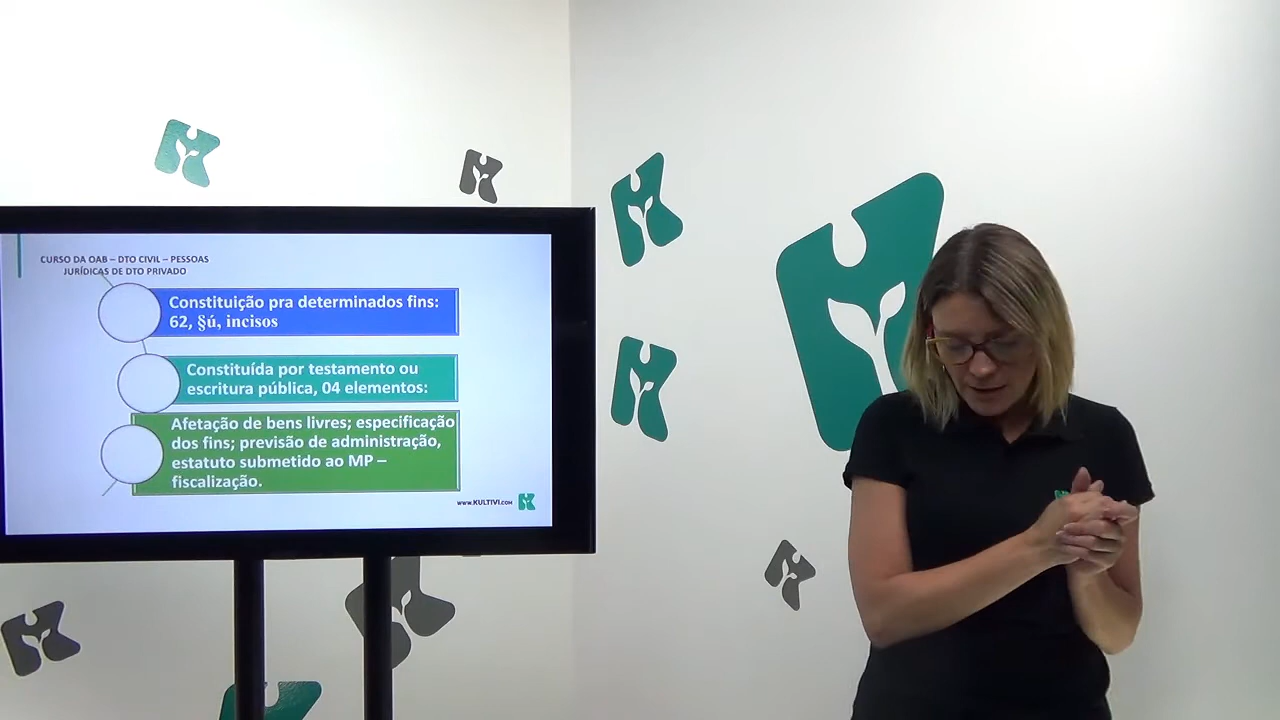 CURSO DA OAB – DTO CIVIL – PESSOAS
JURÍDICAS DE DTO PRIVADO
Constituição pra determinados fins:
62, §ú, incisos
Constituída por testamento ou
escritura pública, 04 elementos:
Afetação de bens livres; especificação
dos fins; previsão de administração,
estatuto submetido ao MP –
fiscalização.
www.KULTIVI.com